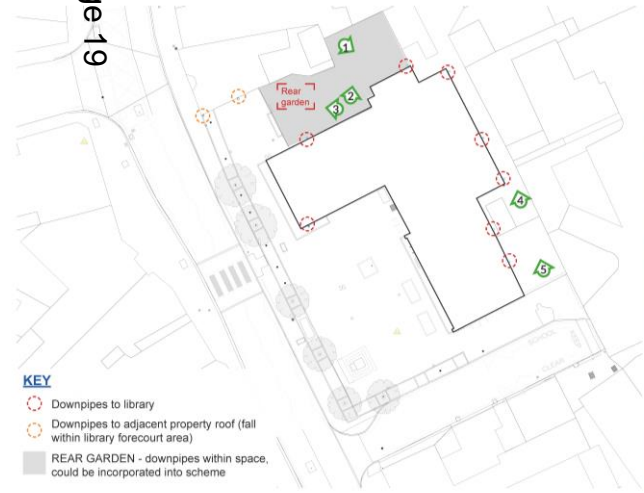 ge 19
1
Rear
garden
2
3
4
5
SCHOOL
CLEAR
KEY
Downpipes to library
Downpipes to adjacent property roof (fall
within library forecourt area)
REAR GARDEN - downpipes within space,
could be incorporated into scheme